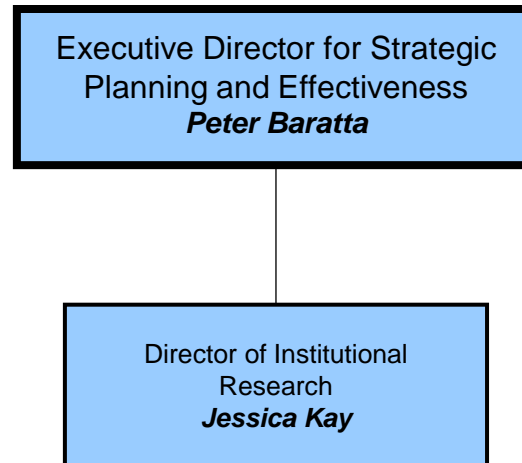 Executive Director for Strategic
Planning and Effectiveness
Peter Baratta
Director of Institutional
Research
Jessica Kay